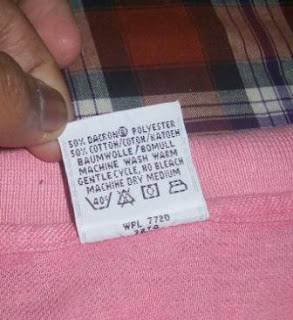 50% DACRON® POLYESTER
50% COTTON/COTON/KATOEN
BAUMWOLLE/BOMULL
MACHINE WASH WARM
GENTLE CYCLE, NO BLEACH
MACHINE DRY MEDIUM
40°
WPL 7720